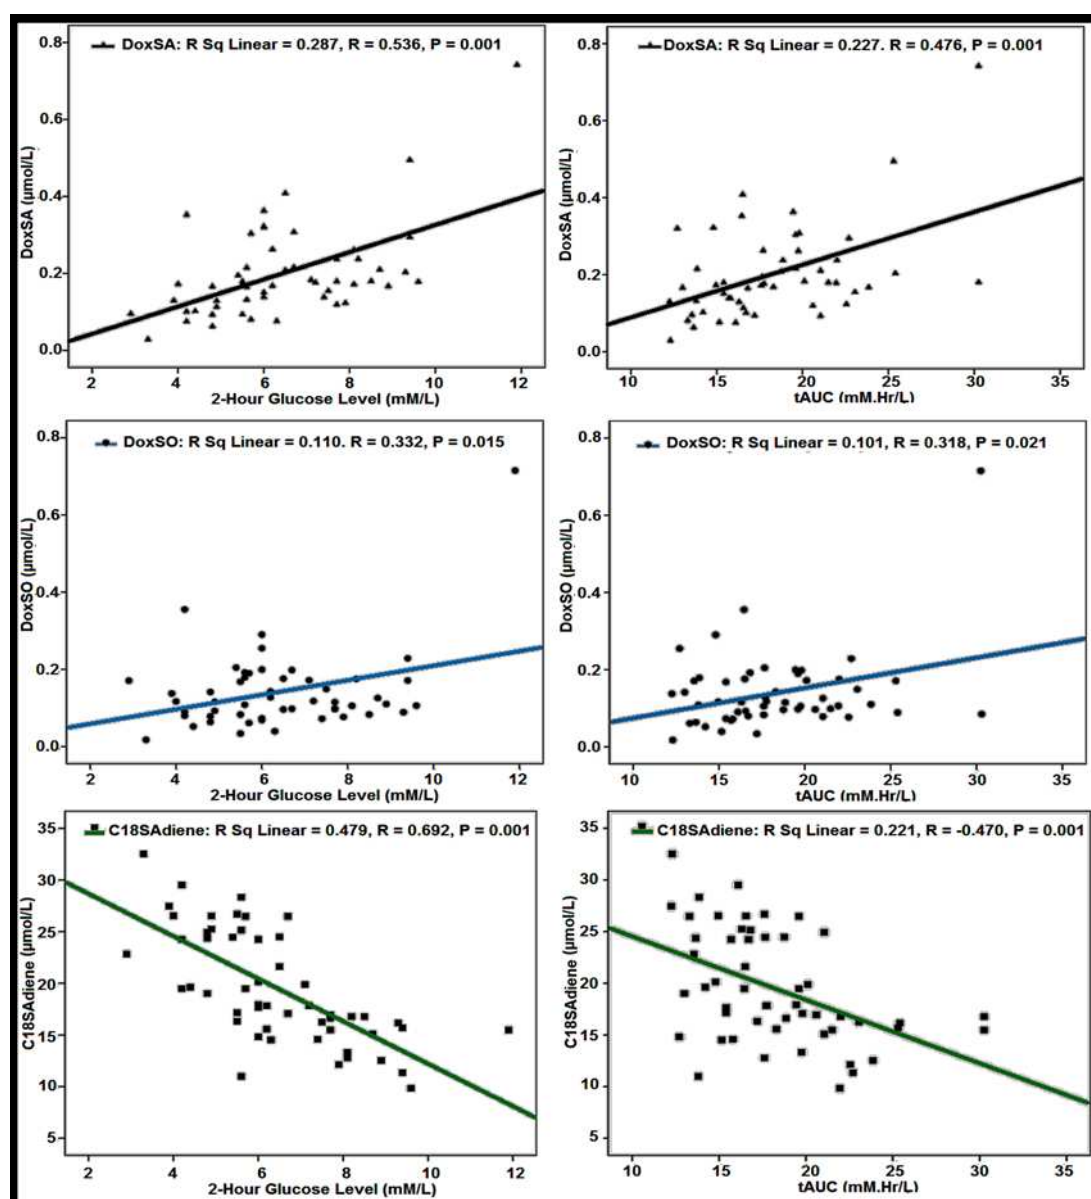 DoxSA: R Sq Linear = 0.287, R = 0.536, P = 0.001
0.8
0.6
0.4
0.2
0.0
DoxSA (µmol/L)
2 4 6 8 10 12
2-Hour Glucose Level (mM/L)
DoxSA: R Sq Linear = 0.227. R = 0.476, P = 0.001
0.8
0.6
0.4
0.2
0.0
DoxSA (µmol/L)
10 15 20 25 30 35
tAUC (mM.Hr/L)
DoxSO: R Sq Linear = 0.110. R = 0.332, P = 0.015
0.8
0.6
0.4
0.2
0.0
DoxSO (µmol/L)
2 4 6 8 10 12
2-Hour Glucose Level (mM/L)
DoxSO: R Sq Linear = 0.101, R = 0.318, P = 0.021
0.8
0.6
0.4
0.2
0.0
DoxSO (µmol/L)
10 15 20 25 30 35
tAUC (mM.Hr/L)
C18SAdiene: R Sq Linear = 0.479, R = 0.692, P = 0.001
35
30
25
20
15
10
5
C18SAdiene (µmol/L)
2 4 6 8 10 12
2-Hour Glucose Level (mM/L)
C18SAdiene: R Sq Linear = 0.221, R = -0.470, P = 0.001
35
30
25
20
15
10
5
C18SAdiene (µmol/L)
10 15 20 25 30 35
tAUC (mM.Hr/L)